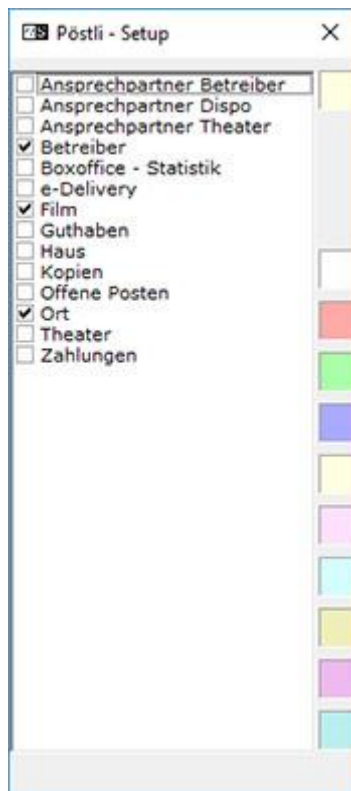 Pöstli - Setup
Ansprechpartner Betreiber
Ansprechpartner Dispo
Ansprechpartner Theater
Betreiber
Boxoffice - Statistik
e-Delivery
Film
Guthaben
Haus
Kopien
Offene Posten
Ort
Theater
Zahlungen